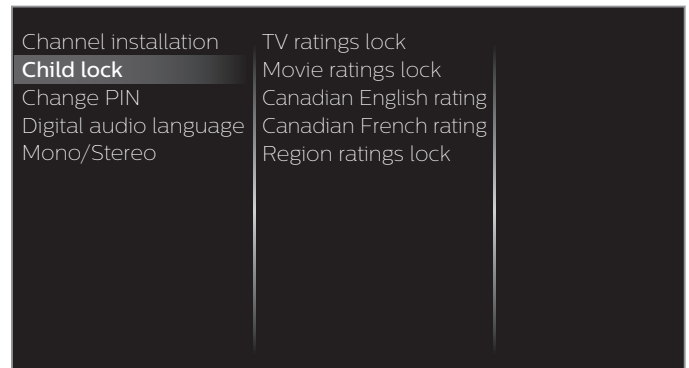 Channel installation
Child lock
Change PIN
Digital audio language
Mono/Stereo
TV ratings lock
Movie ratings lock
Canadian English rating
Canadian French rating
Region ratings lock